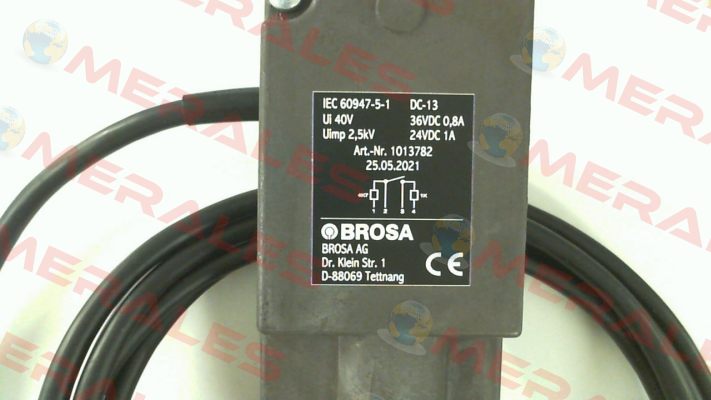 IEC 60947-5-1 DC-13
Ui 40V 36VDC 0,8A
Uimp 2,5kV 24VDC 1A
Art.-Nr. 1013782
25.05.2021
1 2 3 4
BROSA
BROSA AG
Dr. Klein Str. 1
D-88069 Tettnang
CE
MERALES
MERALES
MERALES
MERALES
MERALES